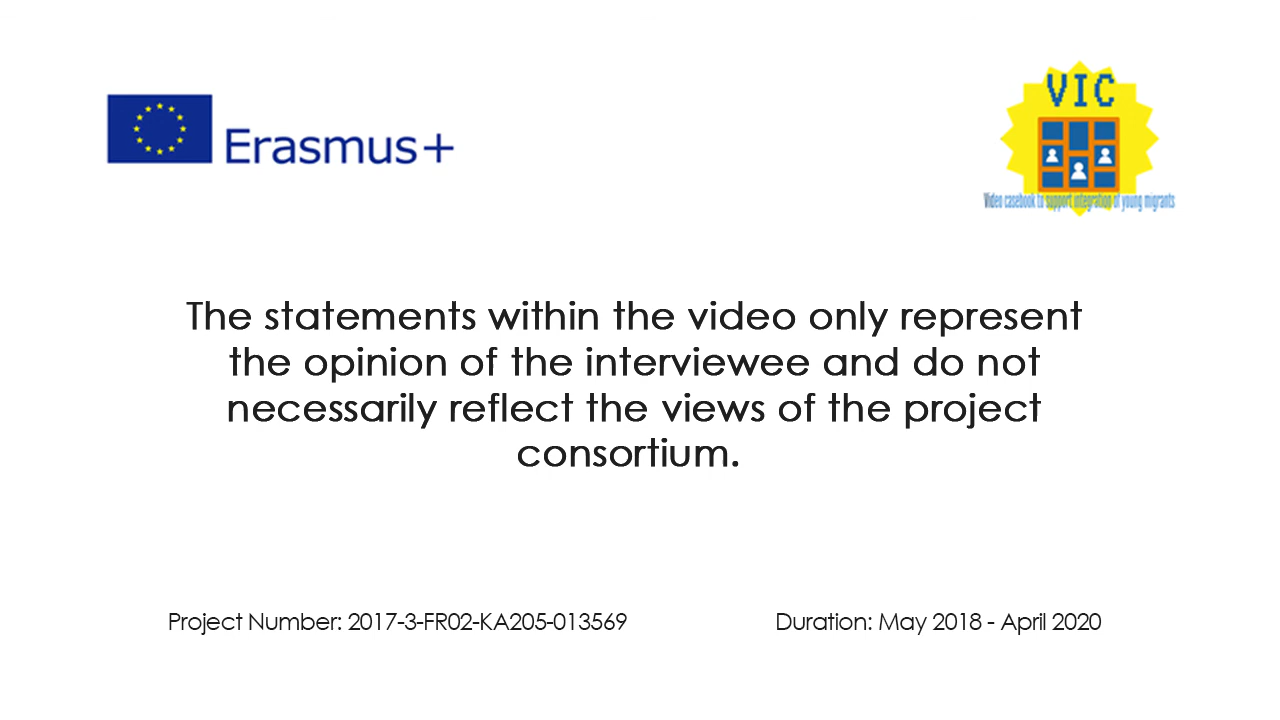 Erasmus+
VIC
Video casebook to support integration of young migrants
The statements within the video only represent
the opinion of the interviewee and do not
necessarily reflect the views of the project
consortium.
Project Number: 2017-3-FR02-KA205-013569
Duration: May 2018 - April 2020